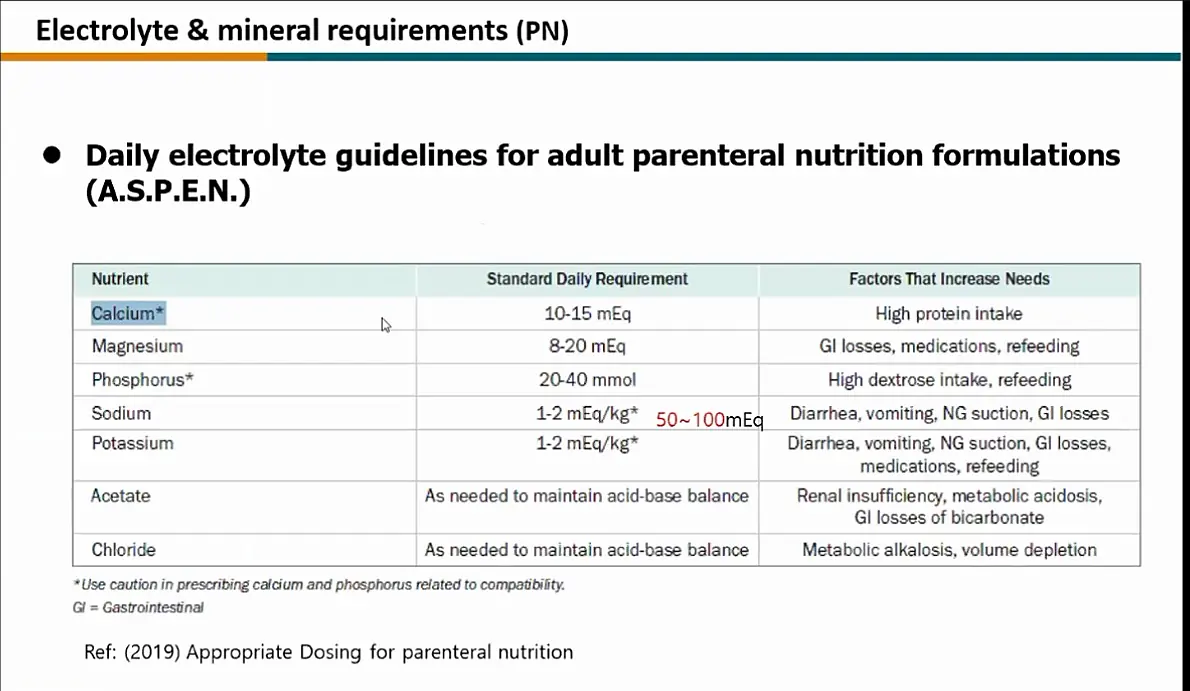 Electrolyte & mineral requirements (PN)
● Daily electrolyte guidelines for adult parenteral nutrition formulations
(A.S.P.E.N.)
Nutrient Standard Daily Requirement Factors That Increase Needs
Calcium* 10-15 mEq High protein intake
Magnesium 8-20 mEq GI losses, medications, refeeding
Phosphorus* 20-40 mmol High dextrose intake, refeeding
Sodium 1-2 mEq/kg* 50~100mEq Diarrhea, vomiting, NG suction, GI losses
Potassium 1-2 mEq/kg* Diarrhea, vomiting, NG suction, GI losses,
medications, refeeding
Acetate As needed to maintain acid-base balance Renal insufficiency, metabolic acidosis,
GI losses of bicarbonate
Chloride As needed to maintain acid-base balance Metabolic alkalosis, volume depletion
*Use caution in prescribing calcium and phosphorus related to compatibility.
GI = Gastrointestinal
Ref: (2019) Appropriate Dosing for parenteral nutrition